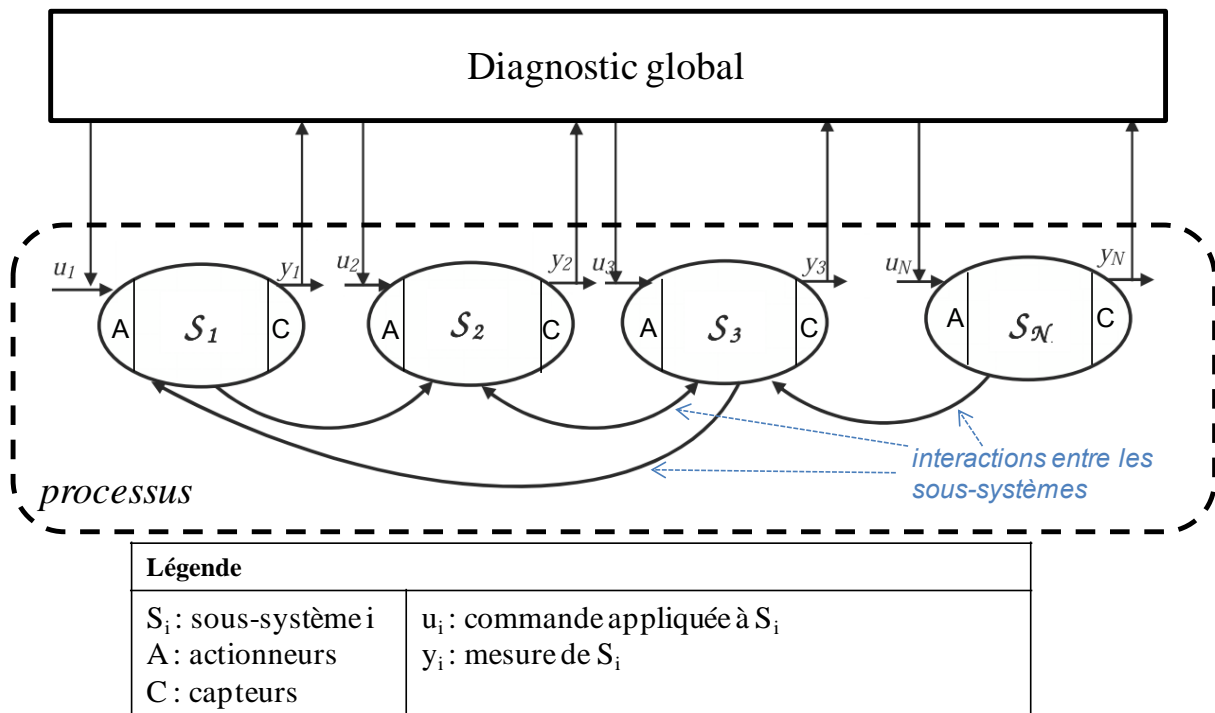 Diagnostic global
u1 y1 u2 y2 u3 y3 uN yN
A S1 C A S2 C A S3 C A SN C
interactions entre les
sous-systèmes
processus
Légende
Si : sous-système i ui : commande appliquée à Si
A : actionneurs yi : mesure de Si
C : capteurs